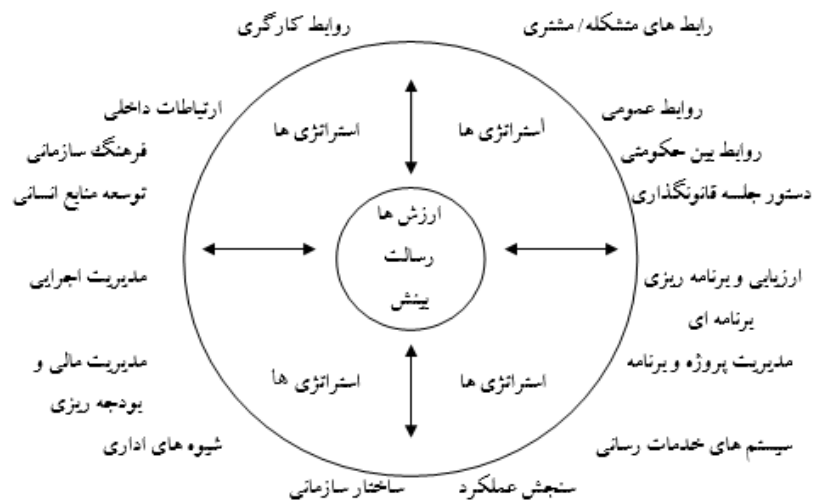 رابط های متشکله/ مشتری
روابط کارگری
روابط عمومی
ارتباطات داخلی
أستراتژی ها
استراتژی ها
روابط بین حکومتی
فرهنگ سازمانی
دستور جلسه قانونگذاری
توسعه منابع انسانی
ارزش ها
رسالت
بینش
ارزیابی و برنامه ریزی
برنامه ای
مدیریت اجرایی
مدیریت پروژه و برنامه
مدیریت مالی و
بودجه ریزی
استراتژی ها
استراتژی ها
سیستم های خدمات رسانی
شیوه های اداری
سنجش عملکرد
ساختار سازمانی